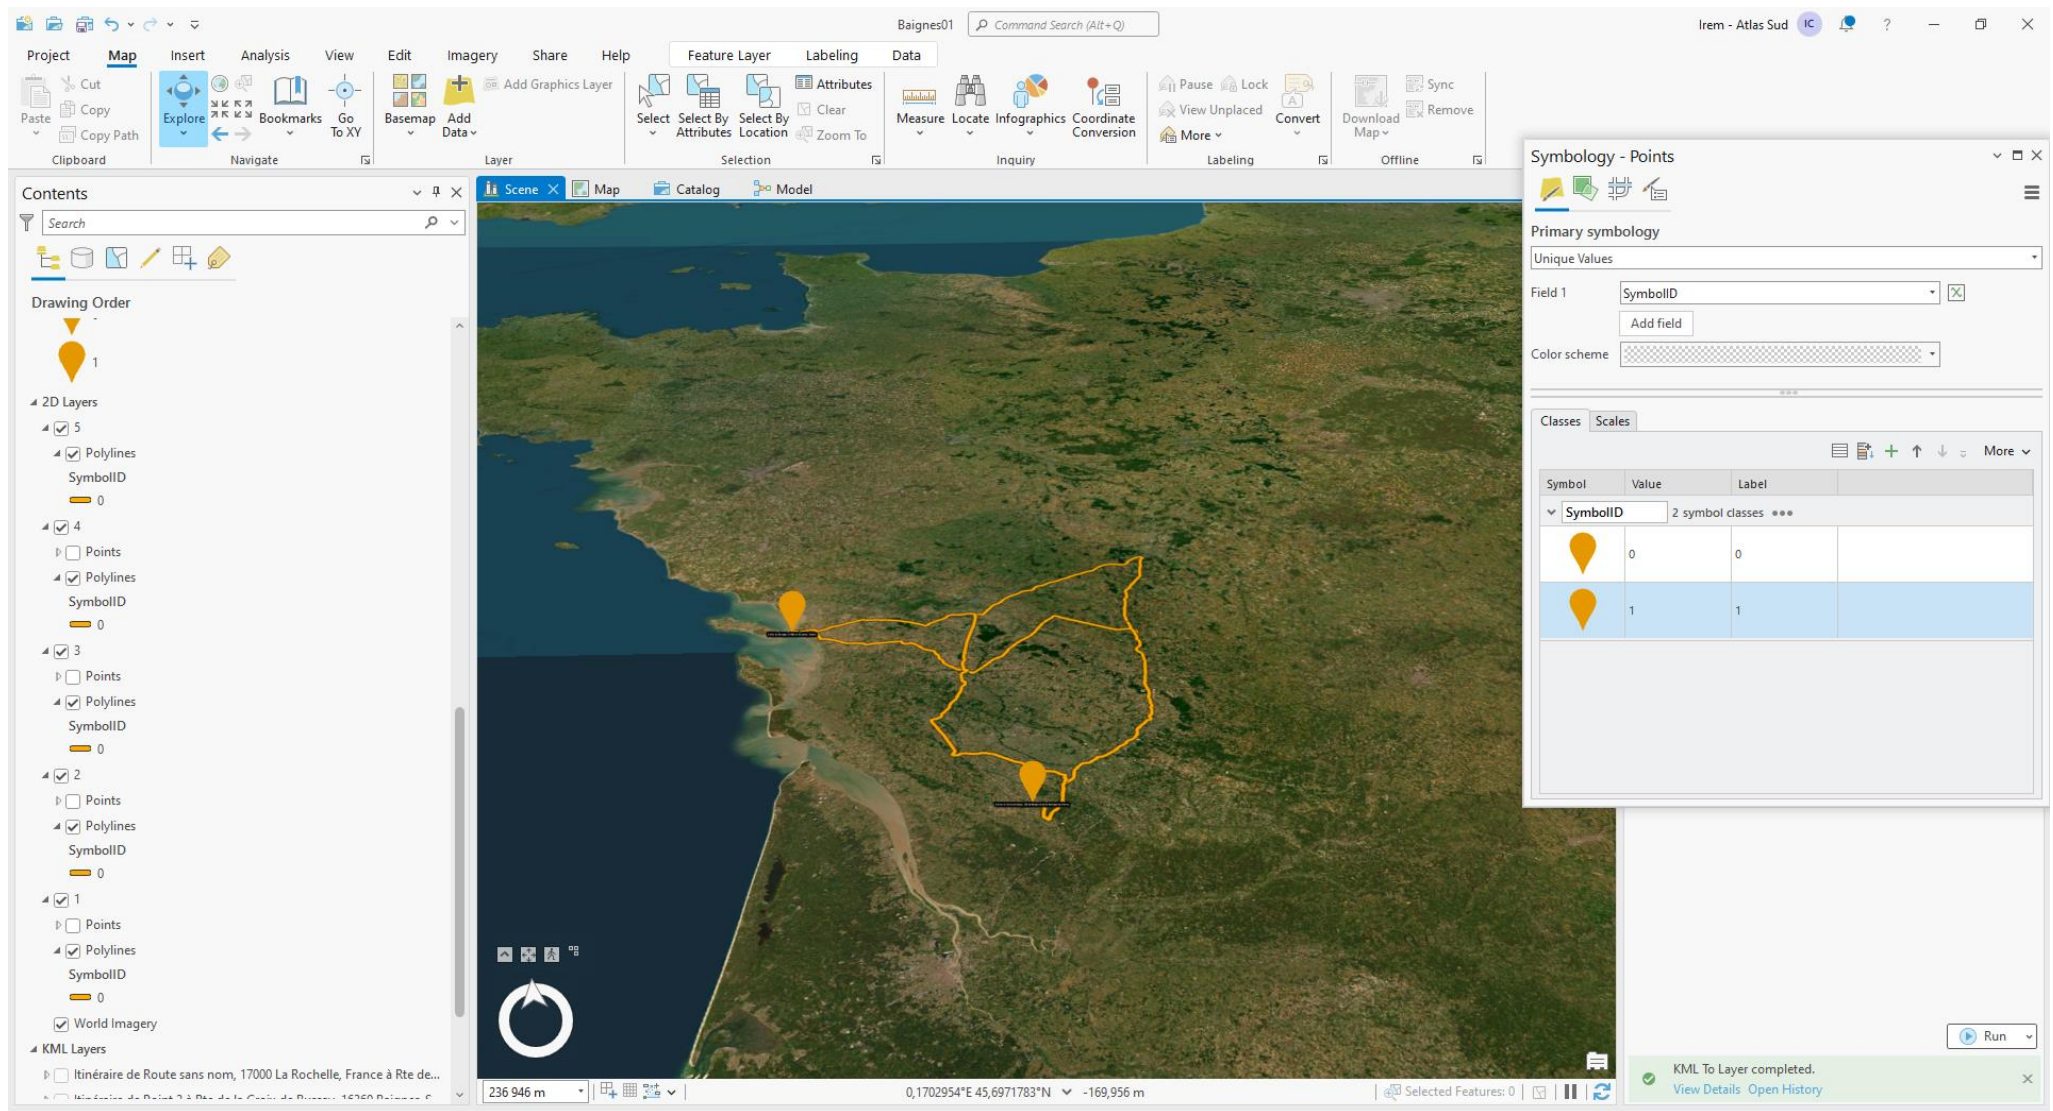 Baignes01
Command Search (Alt+Q)
Irem - Atlas Sud
IC
?
Project
Map
Insert
Analysis
View
Edit
Imagery
Share
Help
Feature Layer
Labeling
Data
Paste
Cut
Copy
Copy Path
Clipboard
Explore
Bookmarks
Go To XY
Navigate
Basemap
Add Data
Add Graphics Layer
Layer
Select
Select By Attributes
Select By Location
Attributes
Clear
Zoom To
Selection
Measure
Locate
Infographics
Coordinate Conversion
Inquiry
Pause
Lock
View Unplaced
More
Convert
Labeling
Download Map
Sync
Remove
Offline
Contents
Search
Drawing Order
1
2D Layers
5
Polylines
SymbolID
0
4
Points
Polylines
SymbolID
0
3
Points
Polylines
SymbolID
0
2
Points
Polylines
SymbolID
0
1
Points
Polylines
SymbolID
0
World Imagery
KML Layers
Itinéraire de Route sans nom, 17000 La Rochelle, France à Rte de...
Scene
Map
Catalog
Model
236 946 m
0,1702954°E 45,6971783°N
-169,956 m
Selected Features: 0
Symbology - Points
Primary symbology
Unique Values
Field 1
SymbolID
Add field
Color scheme
Classes
Scales
More
Symbol
Value
Label
SymbolID
2 symbol classes
0
0
1
1
Run
KML To Layer completed.
View Details Open History